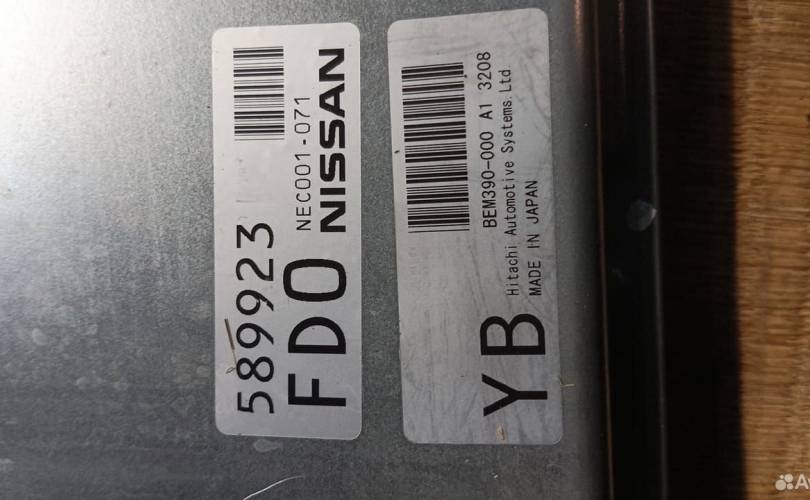 589923
FD0
NEC001-071
NISSAN
BEM390-000 A1 3208
Hitachi Automotive Systems.Ltd
MADE IN JAPAN
YB